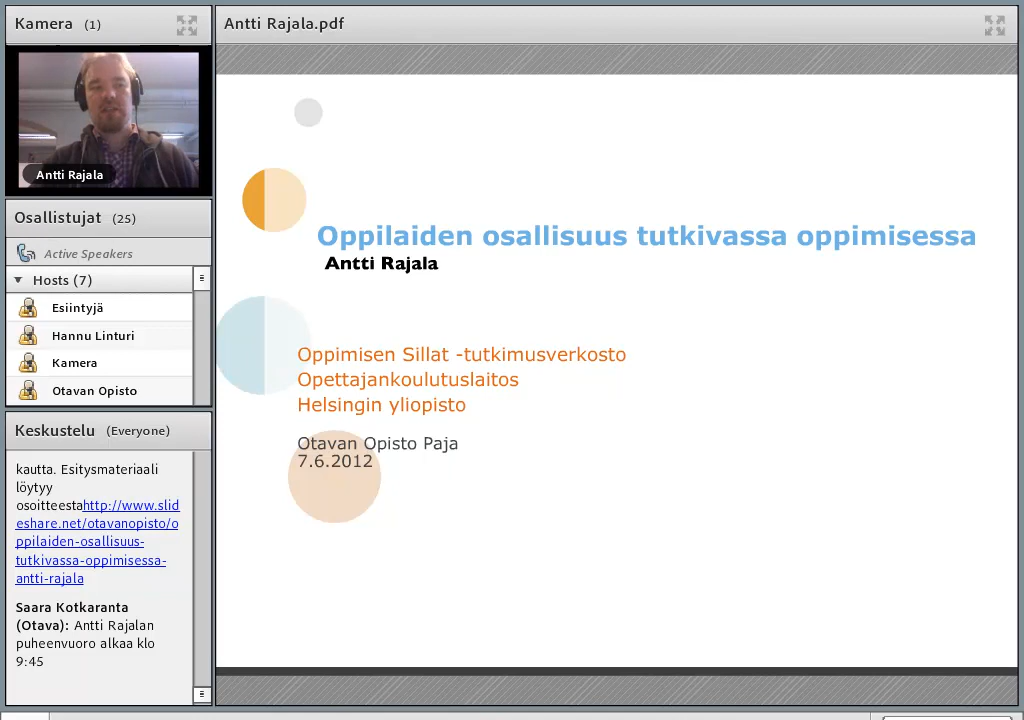 Kamera (1)
Antti Rajala
Osallistujat (25)
Active Speakers
Hosts (7)
Esiintyjä
Hannu Linturi
Kamera
Otavan Opisto
Keskustelu (Everyone)
kautta. Esitysmateriaali
löytyy
osoitteestahttp://www.slid
eshare.net/otavanopisto/o
ppilaiden-osallisuus-
tutkivassa-oppimisessa-
antti-rajala
Saara Kotkaranta
(Otava): Antti Rajalan
puheenvuoro alkaa klo
9:45
Antti Rajala.pdf
Oppilaiden osallisuus tutkivassa oppimisessa
Antti Rajala
Oppimisen Sillat -tutkimusverkosto
Opettajankoulutuslaitos
Helsingin yliopisto
Otavan Opisto Paja
7.6.2012